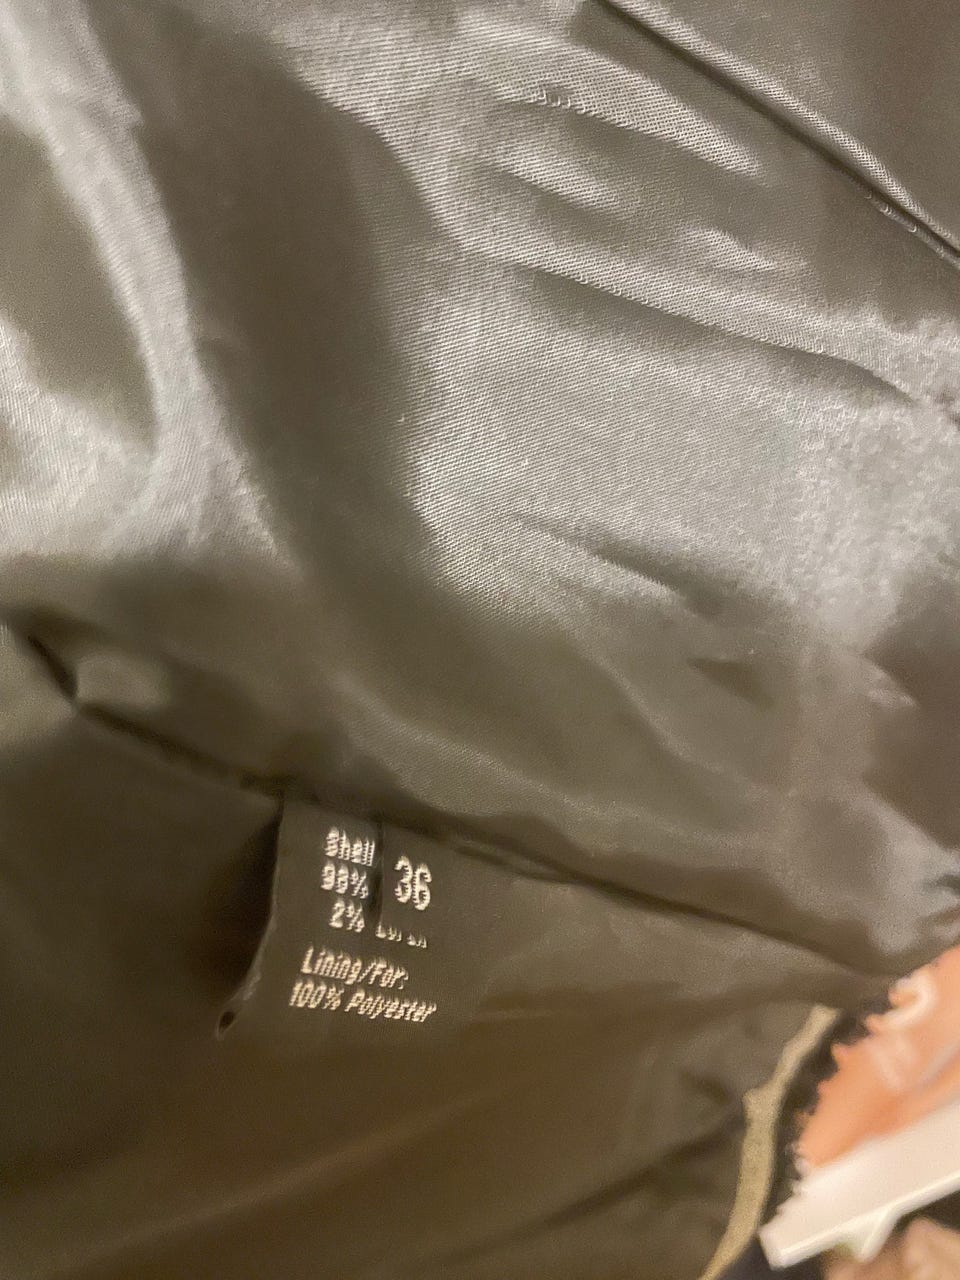 Shell
36
98%
2%
Lining/For:
100% Polyester